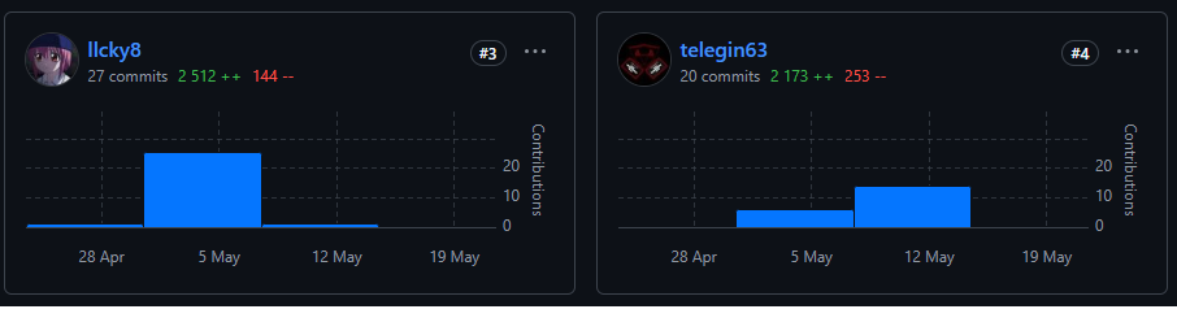 llcky8
#3 ···
27 commits 2 512 ++ 144 --
Contributions
20
10
0
28 Apr 5 May 12 May 19 May
telegin63
#4 ···
20 commits 2 173 ++ 253 --
Contributions
20
10
0
28 Apr 5 May 12 May 19 May